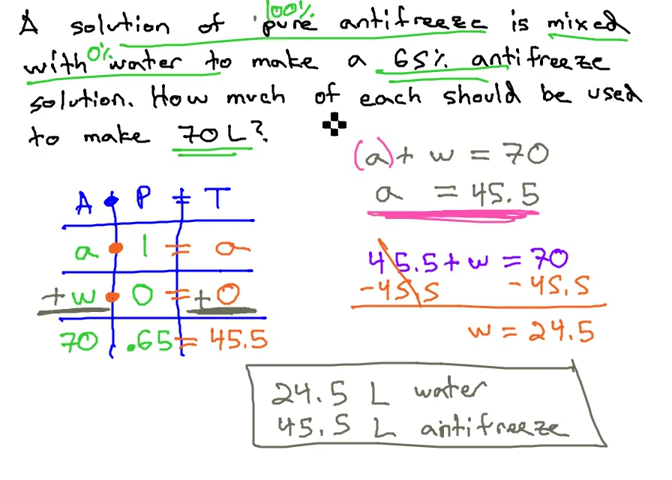 100%
A solution of pure antifreeze is mixed
0%
with water to make a 65% antifreeze
solution. How much of each should be used
to make 70 L?
(a) + w = 70
a = 45.5
A • P = T
a • 1 = a
+ w • 0 = + 0
70 .65 = 45.5
45.5 + w = 70
-45.5 -45.5
w = 24.5
24.5 L water
45.5 L antifreeze